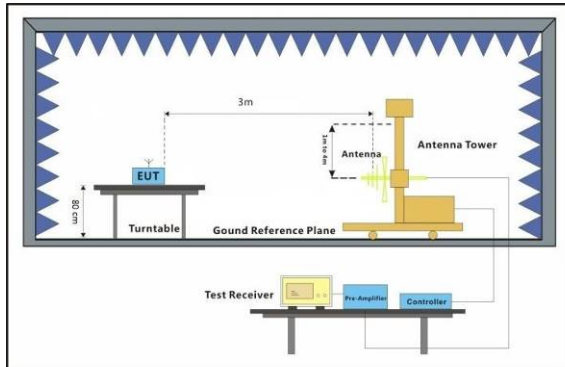 3m
1m to 4m
Antenna
Antenna Tower
EUT
80 cm
Turntable
Gound Reference Plane
Test Receiver
Pre-Amplifier
Controller